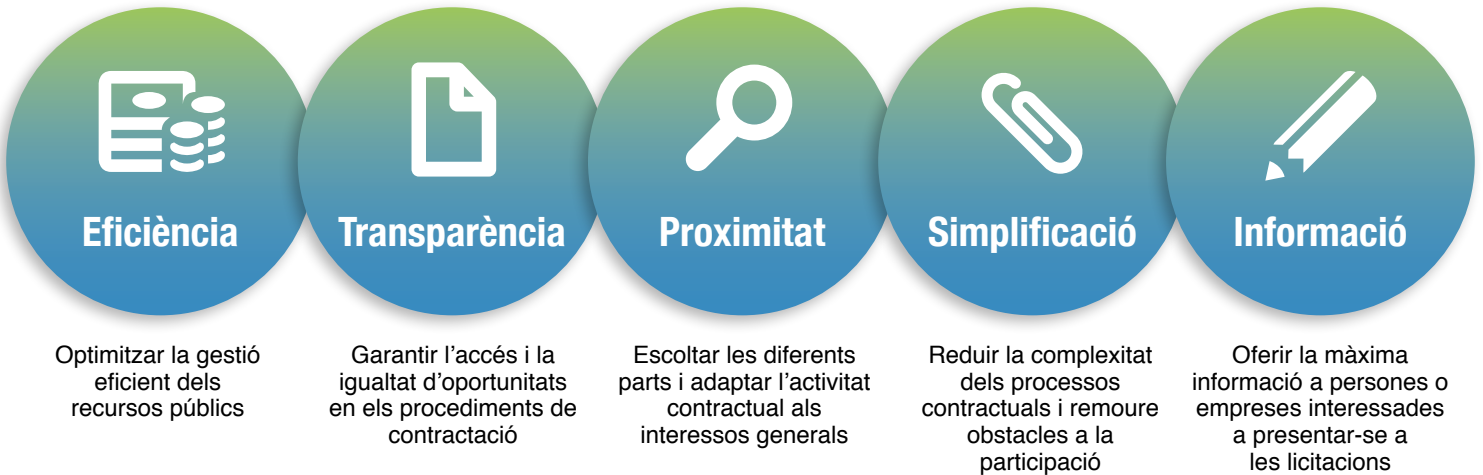 Eficiència
Optimitzar la gestió
eficient dels
recursos públics
Transparència
Garantir l’accés i la
igualtat d’oportunitats
en els procediments de
contractació
Proximitat
Escoltar les diferents
parts i adaptar l’activitat
contractual als
interessos generals
Simplificació
Reduir la complexitat
dels processos
contractuals i remoure
obstacles a la
participació
Informació
Oferir la màxima
informació a persones o
empreses interessades
a presentar-se a
les licitacions